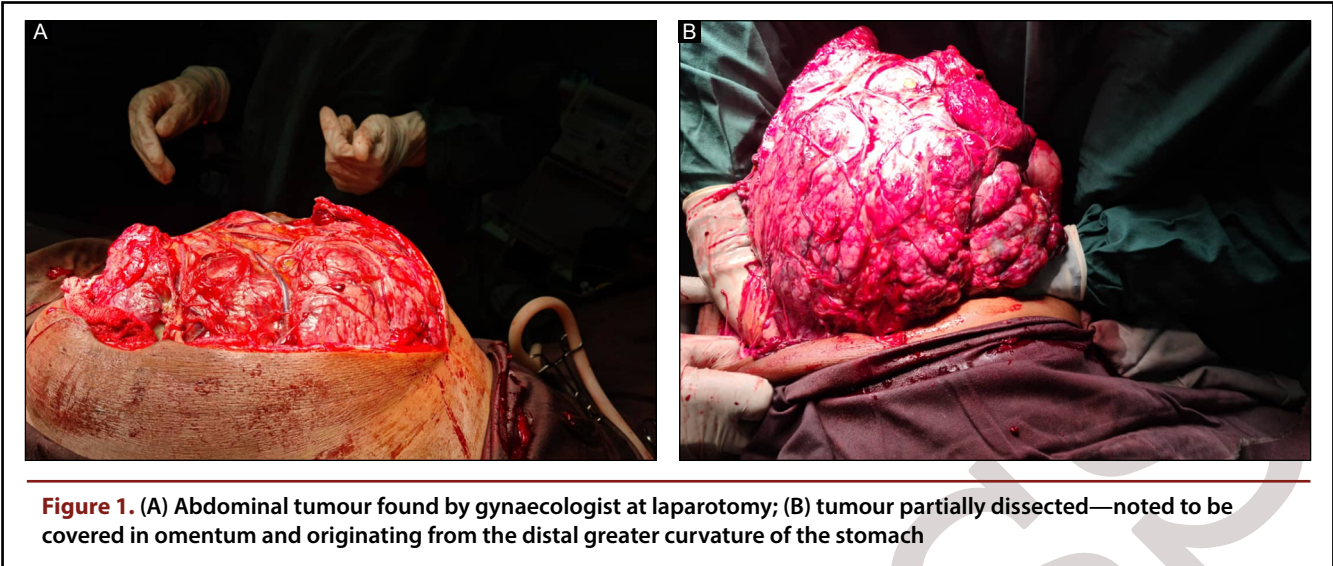 A
B
Figure 1. (A) Abdominal tumour found by gynaecologist at laparotomy; (B) tumour partially dissected—noted to be
covered in omentum and originating from the distal greater curvature of the stomach